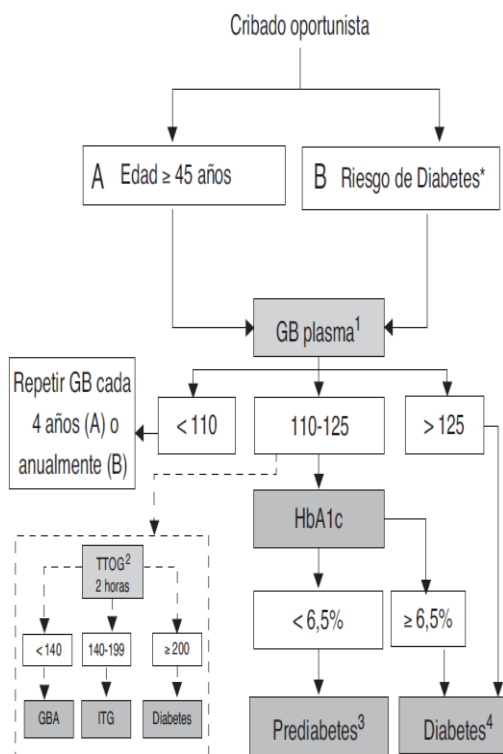 Cribado oportunista
A Edad ≥ 45 años
B Riesgo de Diabetes*
GB plasma1
Repetir GB cada
4 años (A) o
anualmente (B)
< 110
110-125
> 125
HbA1c
TTOG2
2 horas
< 6,5%
≥ 6,5%
<140
140-199
≥200
GBA
ITG
Diabetes
Prediabetes3
Diabetes4